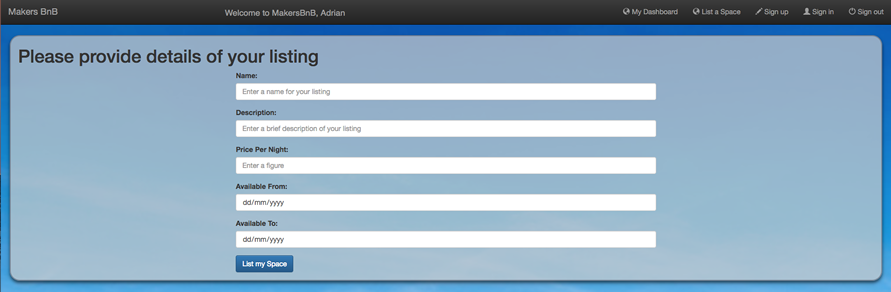 Makers BnB
Welcome to MakersBnB, Adrian
My Dashboard
List a Space
Sign up
Sign in
Sign out
Please provide details of your listing
Name:
Enter a name for your listing
Description:
Enter a brief description of your listing
Price Per Night:
Enter a figure
Available From:
dd/mm/yyyy
Available To:
dd/mm/yyyy
List my Space